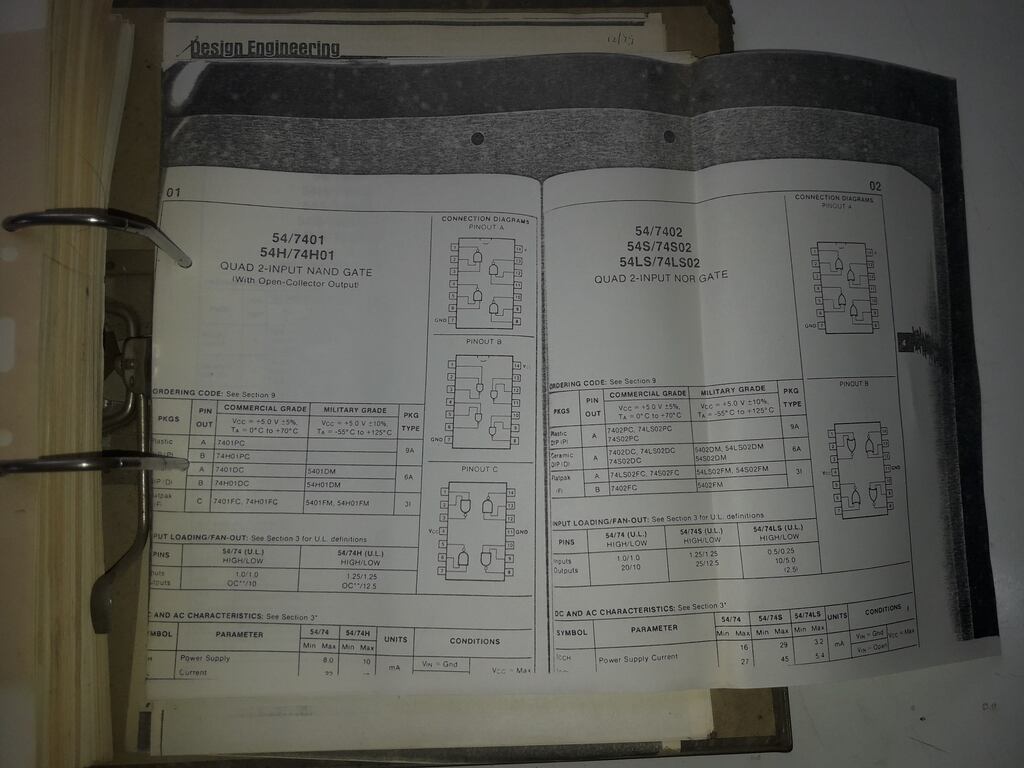 Design Engineering
12/75
01
54/7401
54H/74H01
QUAD 2-INPUT NAND GATE
(With Open-Collector Output)
CONNECTION DIAGRAMS
PINOUT A
GND
PINOUT B
GND
PINOUT C
VCC
GND
ORDERING CODE: See Section 9
PKGS PIN OUT COMMERCIAL GRADE MILITARY GRADE PKG TYPE
VCC = +5.0 V ±5%, VCC = +5.0 V ±10%,
TA = 0°C to +70°C TA = -55°C to +125°C
A 7401PC 9A
B 74H01PC
A 7401DC 5401DM 6A
B 74H01DC 54H01DM
C 7401FC, 74H01FC 5401FM, 54H01FM 3I
PUT LOADING/FAN-OUT: See Section 3 for U.L. definitions
PINS 54/74 (U.L.) 54/74H (U.L.)
HIGH/LOW HIGH/LOW
1.0/1.0 1.25/1.25
OC**/10 OC**/12.5
C AND AC CHARACTERISTICS: See Section 3*
MBOL PARAMETER 54/74 54/74H UNITS CONDITIONS
Min Max Min Max
Power Supply 8.0 10 mA VIN = Gnd VCC = Max
Current
02
54/7402
54S/74S02
54LS/74LS02
QUAD 2-INPUT NOR GATE
CONNECTION DIAGRAMS
PINOUT A
GND
PINOUT B
ORDERING CODE: See Section 9
PKGS PIN OUT COMMERCIAL GRADE MILITARY GRADE PKG TYPE
VCC = +5.0 V ±5%, VCC = +5.0 V ±10%,
TA = 0°C to +70°C TA = -55°C to +125°C
Plastic DIP (P) A 7402PC, 74LS02PC 9A
74S02PC
Ceramic DIP (D) A 7402DC, 74LS02DC 5402DM, 54LS02DM 6A
74S02DC 54S02DM
Flatpak (F) A 74LS02FC, 74S02FC 54LS02FM, 54S02FM 3I
B 7402FC 5402FM
INPUT LOADING/FAN-OUT: See Section 3 for U.L. definitions
PINS 54/74 (U.L.) 54/74S (U.L.) 54/74LS (U.L.)
HIGH/LOW HIGH/LOW HIGH/LOW
Inputs 1.0/1.0 1.25/1.25 0.5/0.25
Outputs 20/10 25/12.5 10/5.0
(2.5)
DC AND AC CHARACTERISTICS: See Section 3*
SYMBOL PARAMETER 54/74 54/74S 54/74LS UNITS CONDITIONS
Min Max Min Max Min Max
ICCH Power Supply Current 16 29 3.2 mA VIN = Gnd VCC = Max
27 45 5.4 VIN = Open